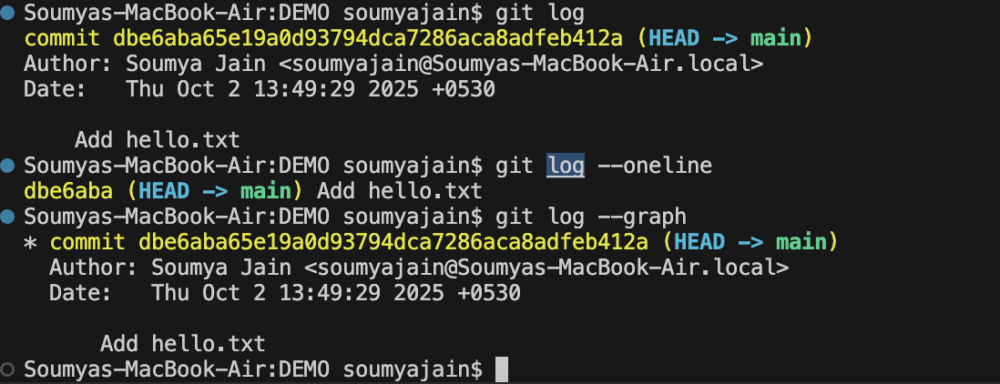 Soumyas-MacBook-Air:DEMO soumyajain$ git log
commit dbe6aba65e19a0d93794dca7286aca8adfeb412a (HEAD -> main)
Author: Soumya Jain <soumyajain@Soumyas-MacBook-Air.local>
Date:   Thu Oct 2 13:49:29 2025 +0530
    Add hello.txt
Soumyas-MacBook-Air:DEMO soumyajain$ git log --oneline
dbe6aba (HEAD -> main) Add hello.txt
Soumyas-MacBook-Air:DEMO soumyajain$ git log --graph
* commit dbe6aba65e19a0d93794dca7286aca8adfeb412a (HEAD -> main)
  Author: Soumya Jain <soumyajain@Soumyas-MacBook-Air.local>
  Date:   Thu Oct 2 13:49:29 2025 +0530
      Add hello.txt
Soumyas-MacBook-Air:DEMO soumyajain$